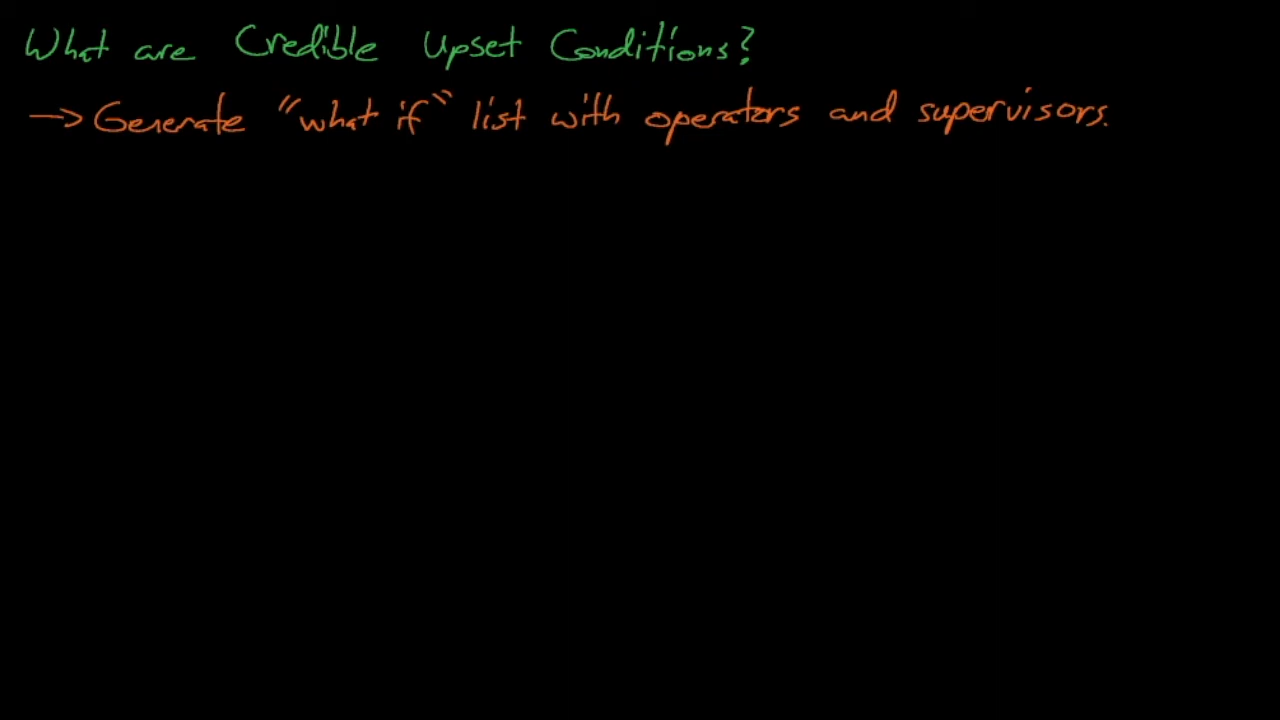 What are Credible Upset Conditions?
→ Generate "what if" list with operators and supervisors.